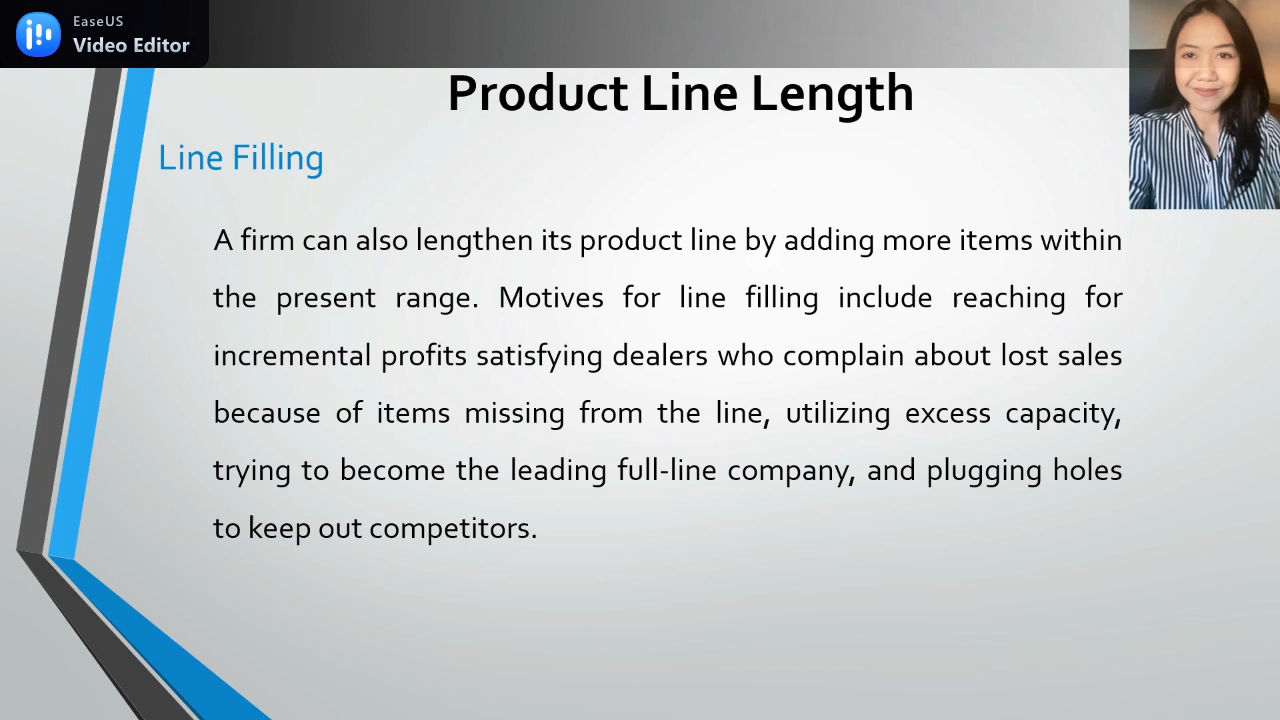 EaseUS
Video Editor
Product Line Length
Line Filling
A firm can also lengthen its product line by adding more items within
the present range. Motives for line filling include reaching for
incremental profits satisfying dealers who complain about lost sales
because of items missing from the line, utilizing excess capacity,
trying to become the leading full-line company, and plugging holes
to keep out competitors.